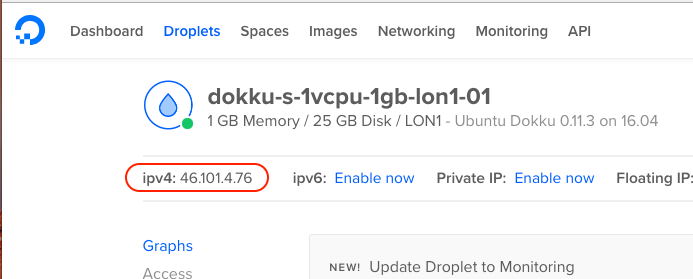 Dashboard Droplets Spaces Images Networking Monitoring API
dokku-s-1vcpu-1gb-lon1-01
1 GB Memory / 25 GB Disk / LON1 - Ubuntu Dokku 0.11.3 on 16.04
ipv4: 46.101.4.76 ipv6: Enable now Private IP: Enable now Floating IP:
Graphs
NEW! Update Droplet to Monitoring
Access